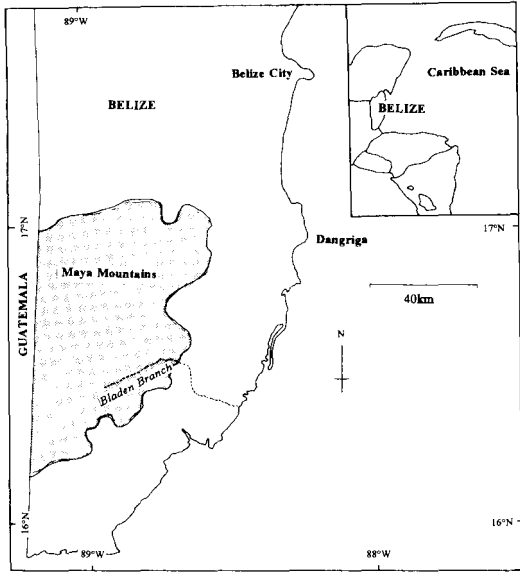 89°W
Belize City
Caribbean Sea
BELIZE
BELIZE
17°N
17°N
Dangriga
Maya Mountains
GUATEMALA
40km
N
Bladen Branch
16°N
16°N
89°W
88°W